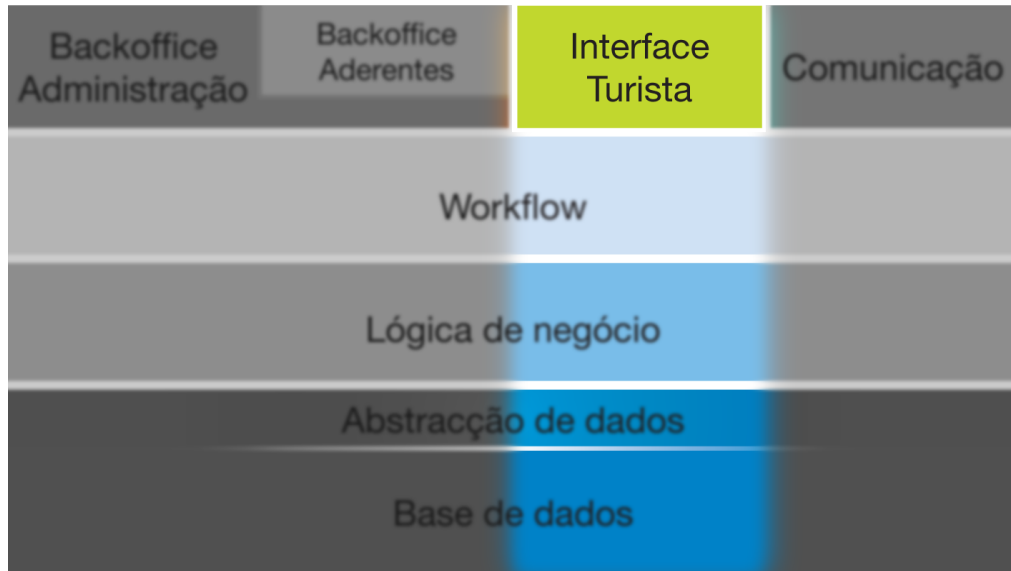 Backoffice
Administração
Backoffice
Aderentes
Interface
Turista
Comunicação
Workflow
Lógica de negócio
Abstracção de dados
Base de dados